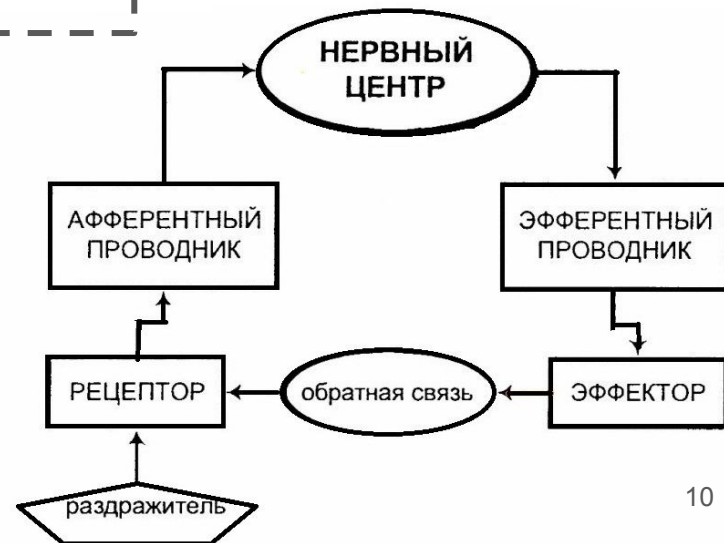 НЕРВНЫЙ
ЦЕНТР
АФФЕРЕНТНЫЙ
ПРОВОДНИК
ЭФФЕРЕНТНЫЙ
ПРОВОДНИК
РЕЦЕПТОР
обратная связь
ЭФФЕКТОР
раздражитель
10